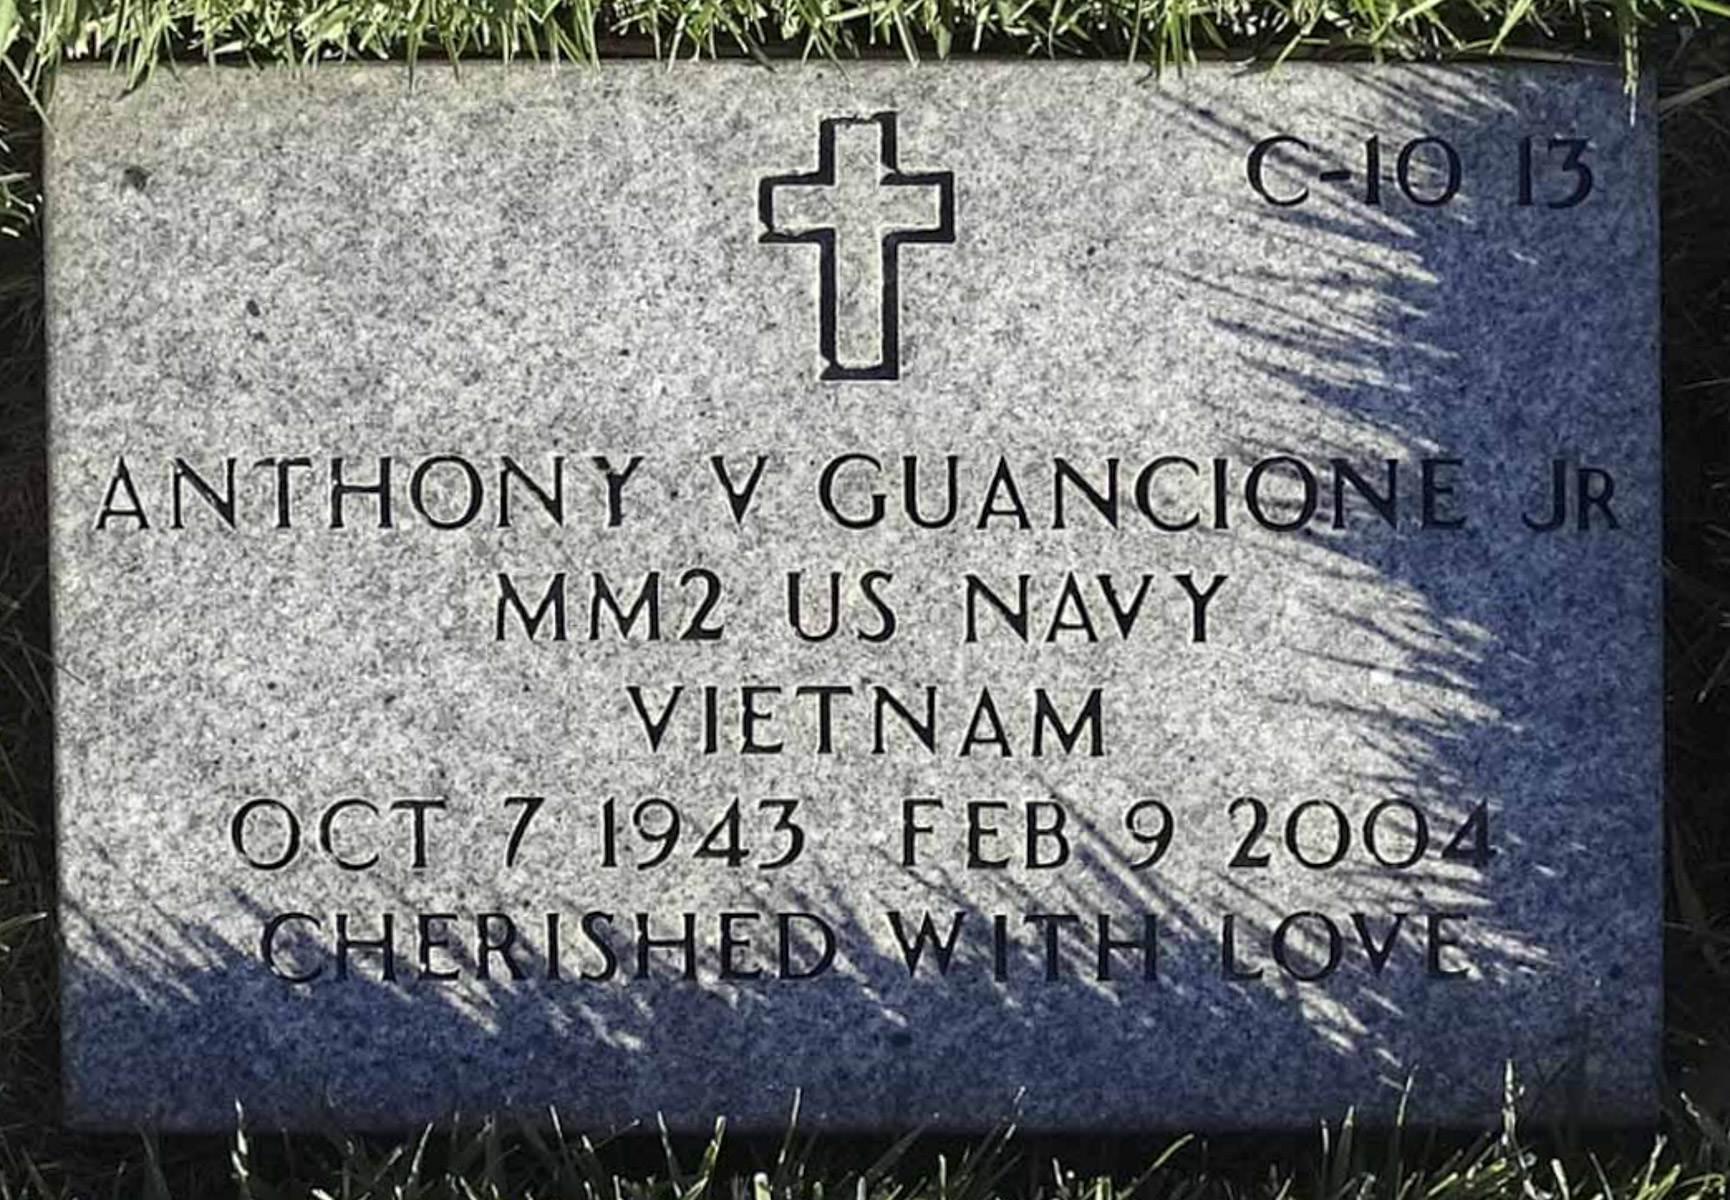 C-10 13
ANTHONY V GUANCIONE JR
MM2 US NAVY
VIETNAM
OCT 7 1943 FEB 9 2004
CHERISHED WITH LOVE